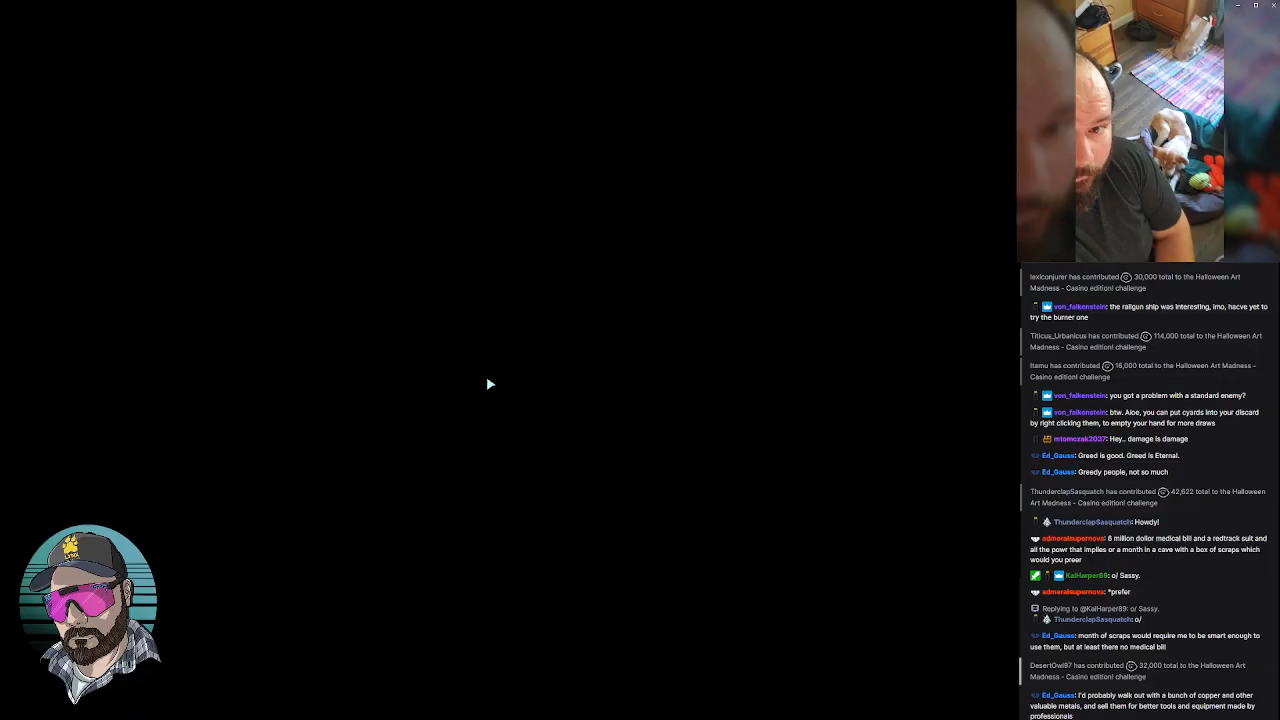 lexiconjurer has contributed 30,000 total to the Halloween Art
Madness - Casino edition! challenge
von_falkenstein: the railgun ship was interesting, imo, hacve yet to
try the burner one
Titicus_Urbanicus has contributed 114,000 total to the Halloween Art
Madness - Casino edition! challenge
Itamu has contributed 16,000 total to the Halloween Art Madness -
Casino edition! challenge
von_falkenstein: you got a problem with a standard enemy?
von_falkenstein: btw. Aloe, you can put cyards into your discard
by right clicking them, to empty your hand for more draws
mtomczak2037: Hey.. damage is damage
Ed_Gauss: Greed is good. Greed is Eternal.
Ed_Gauss: Greedy people, not so much
ThunderclapSasquatch has contributed 42,622 total to the Halloween
Art Madness - Casino edition! challenge
ThunderclapSasquatch: Howdy!
admeralsupernova: 6 million dollor medical bill and a redtrack suit and
all the powr that implies or a month in a cave with a box of scraps which
would you preer
KaiHarper89: o/ Sassy.
admeralsupernova: *prefer
Replying to @KaiHarper89: o/ Sassy.
ThunderclapSasquatch: o/
Ed_Gauss: month of scraps would require me to be smart enough to
use them, but at least there no medical bill
DesertOwl97 has contributed 32,000 total to the Halloween Art
Madness - Casino edition! challenge
Ed_Gauss: I'd probably walk out with a bunch of copper and other
valuable metals, and sell them for better tools and equipment made by
professionals
LYNX